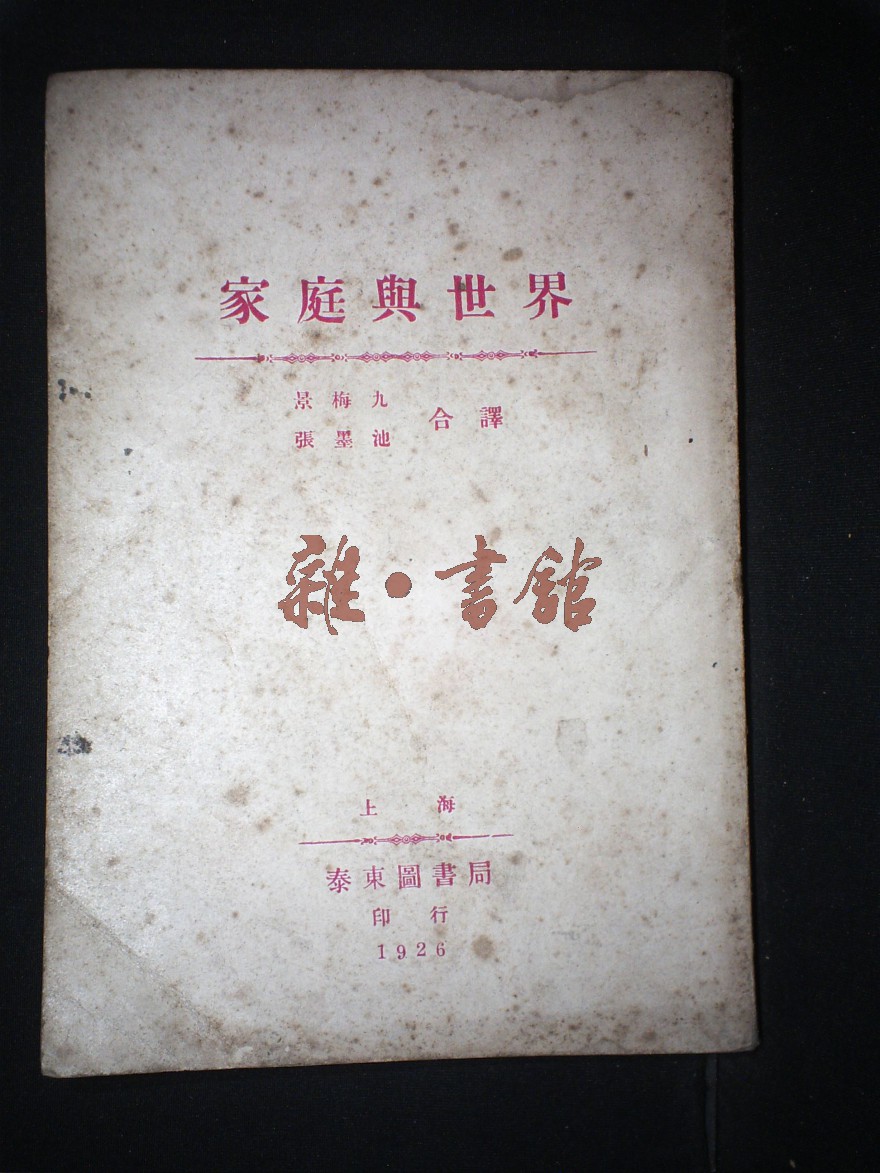 家庭與世界
景梅九
張墨池
合譯
雜·書館
上海
泰東圖書局
印行
1926